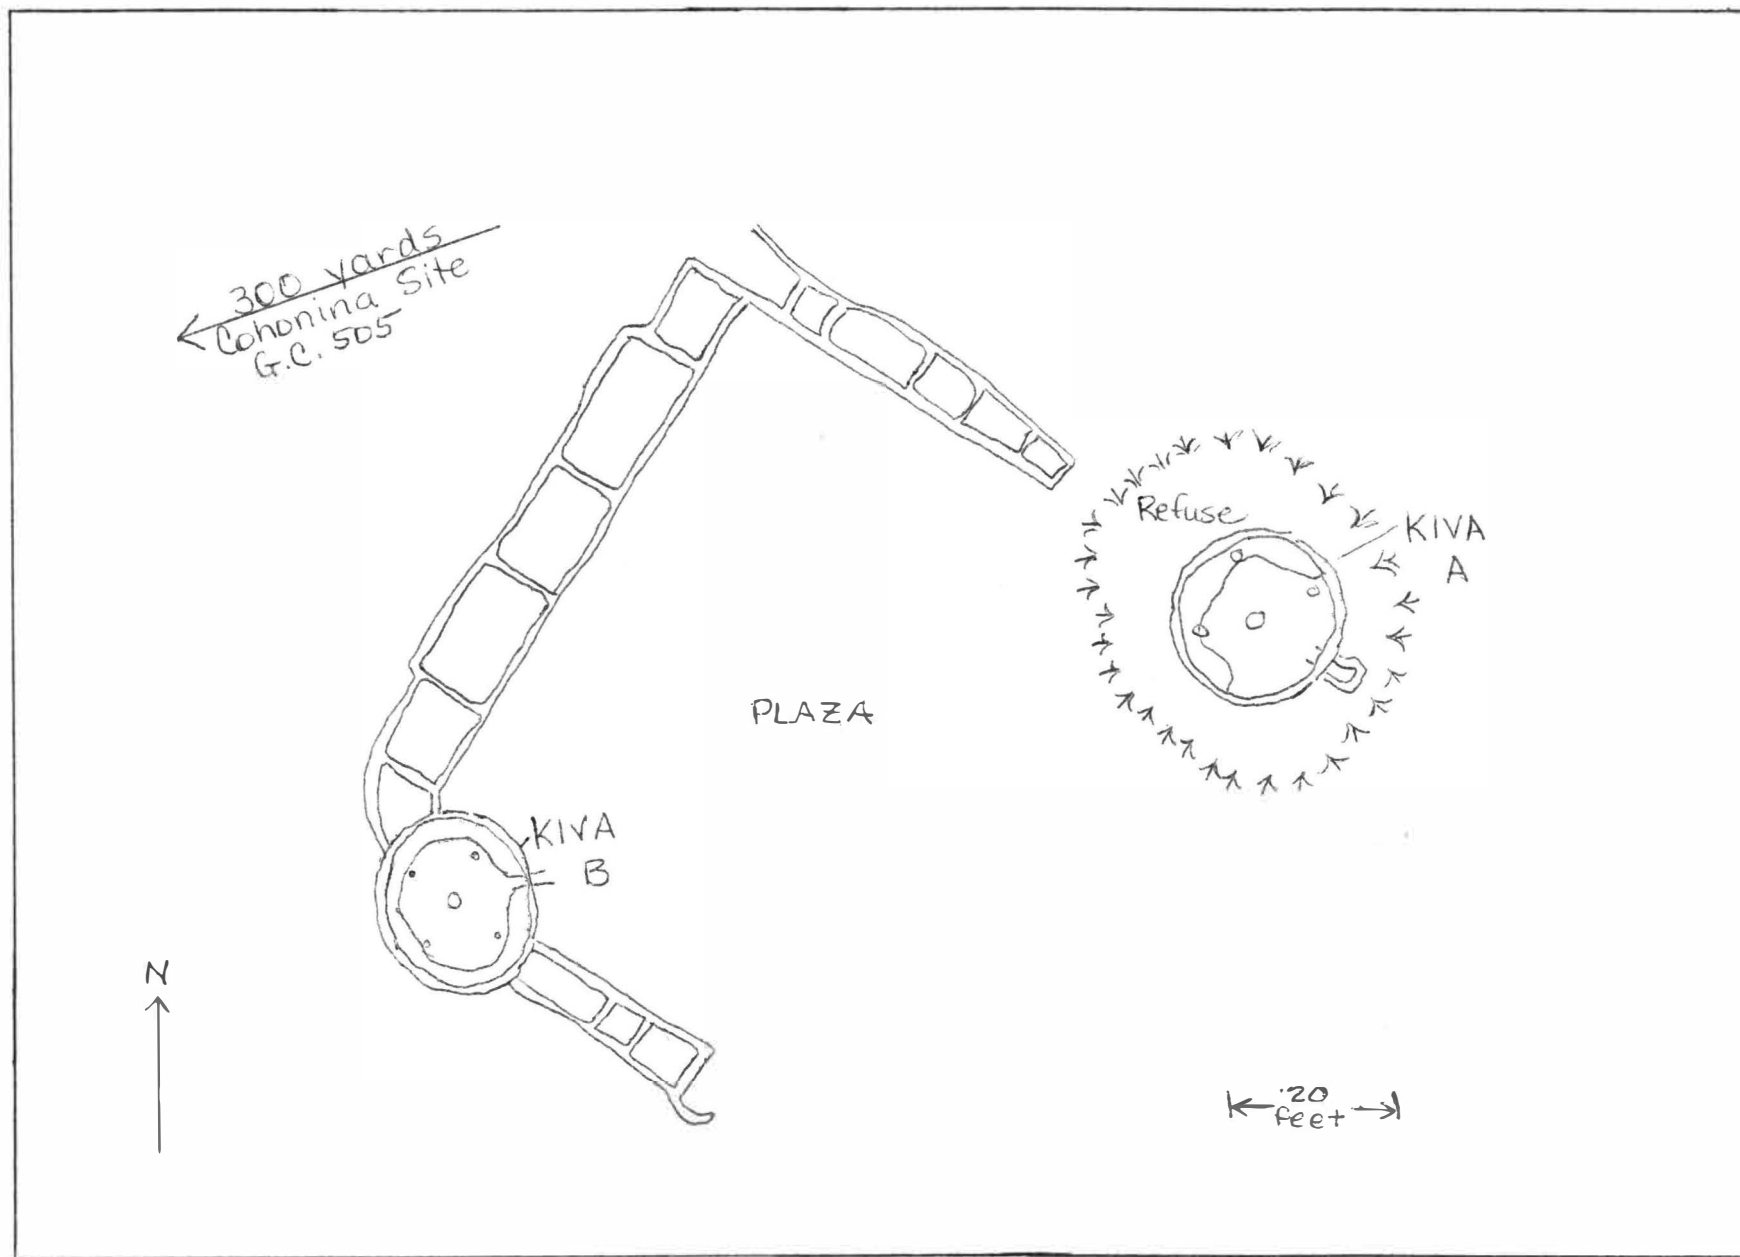 300 yards
Cohonina Site
G.C. 505
Refuse
KIVA
A
PLAZA
KIVA
B
N
20
feet